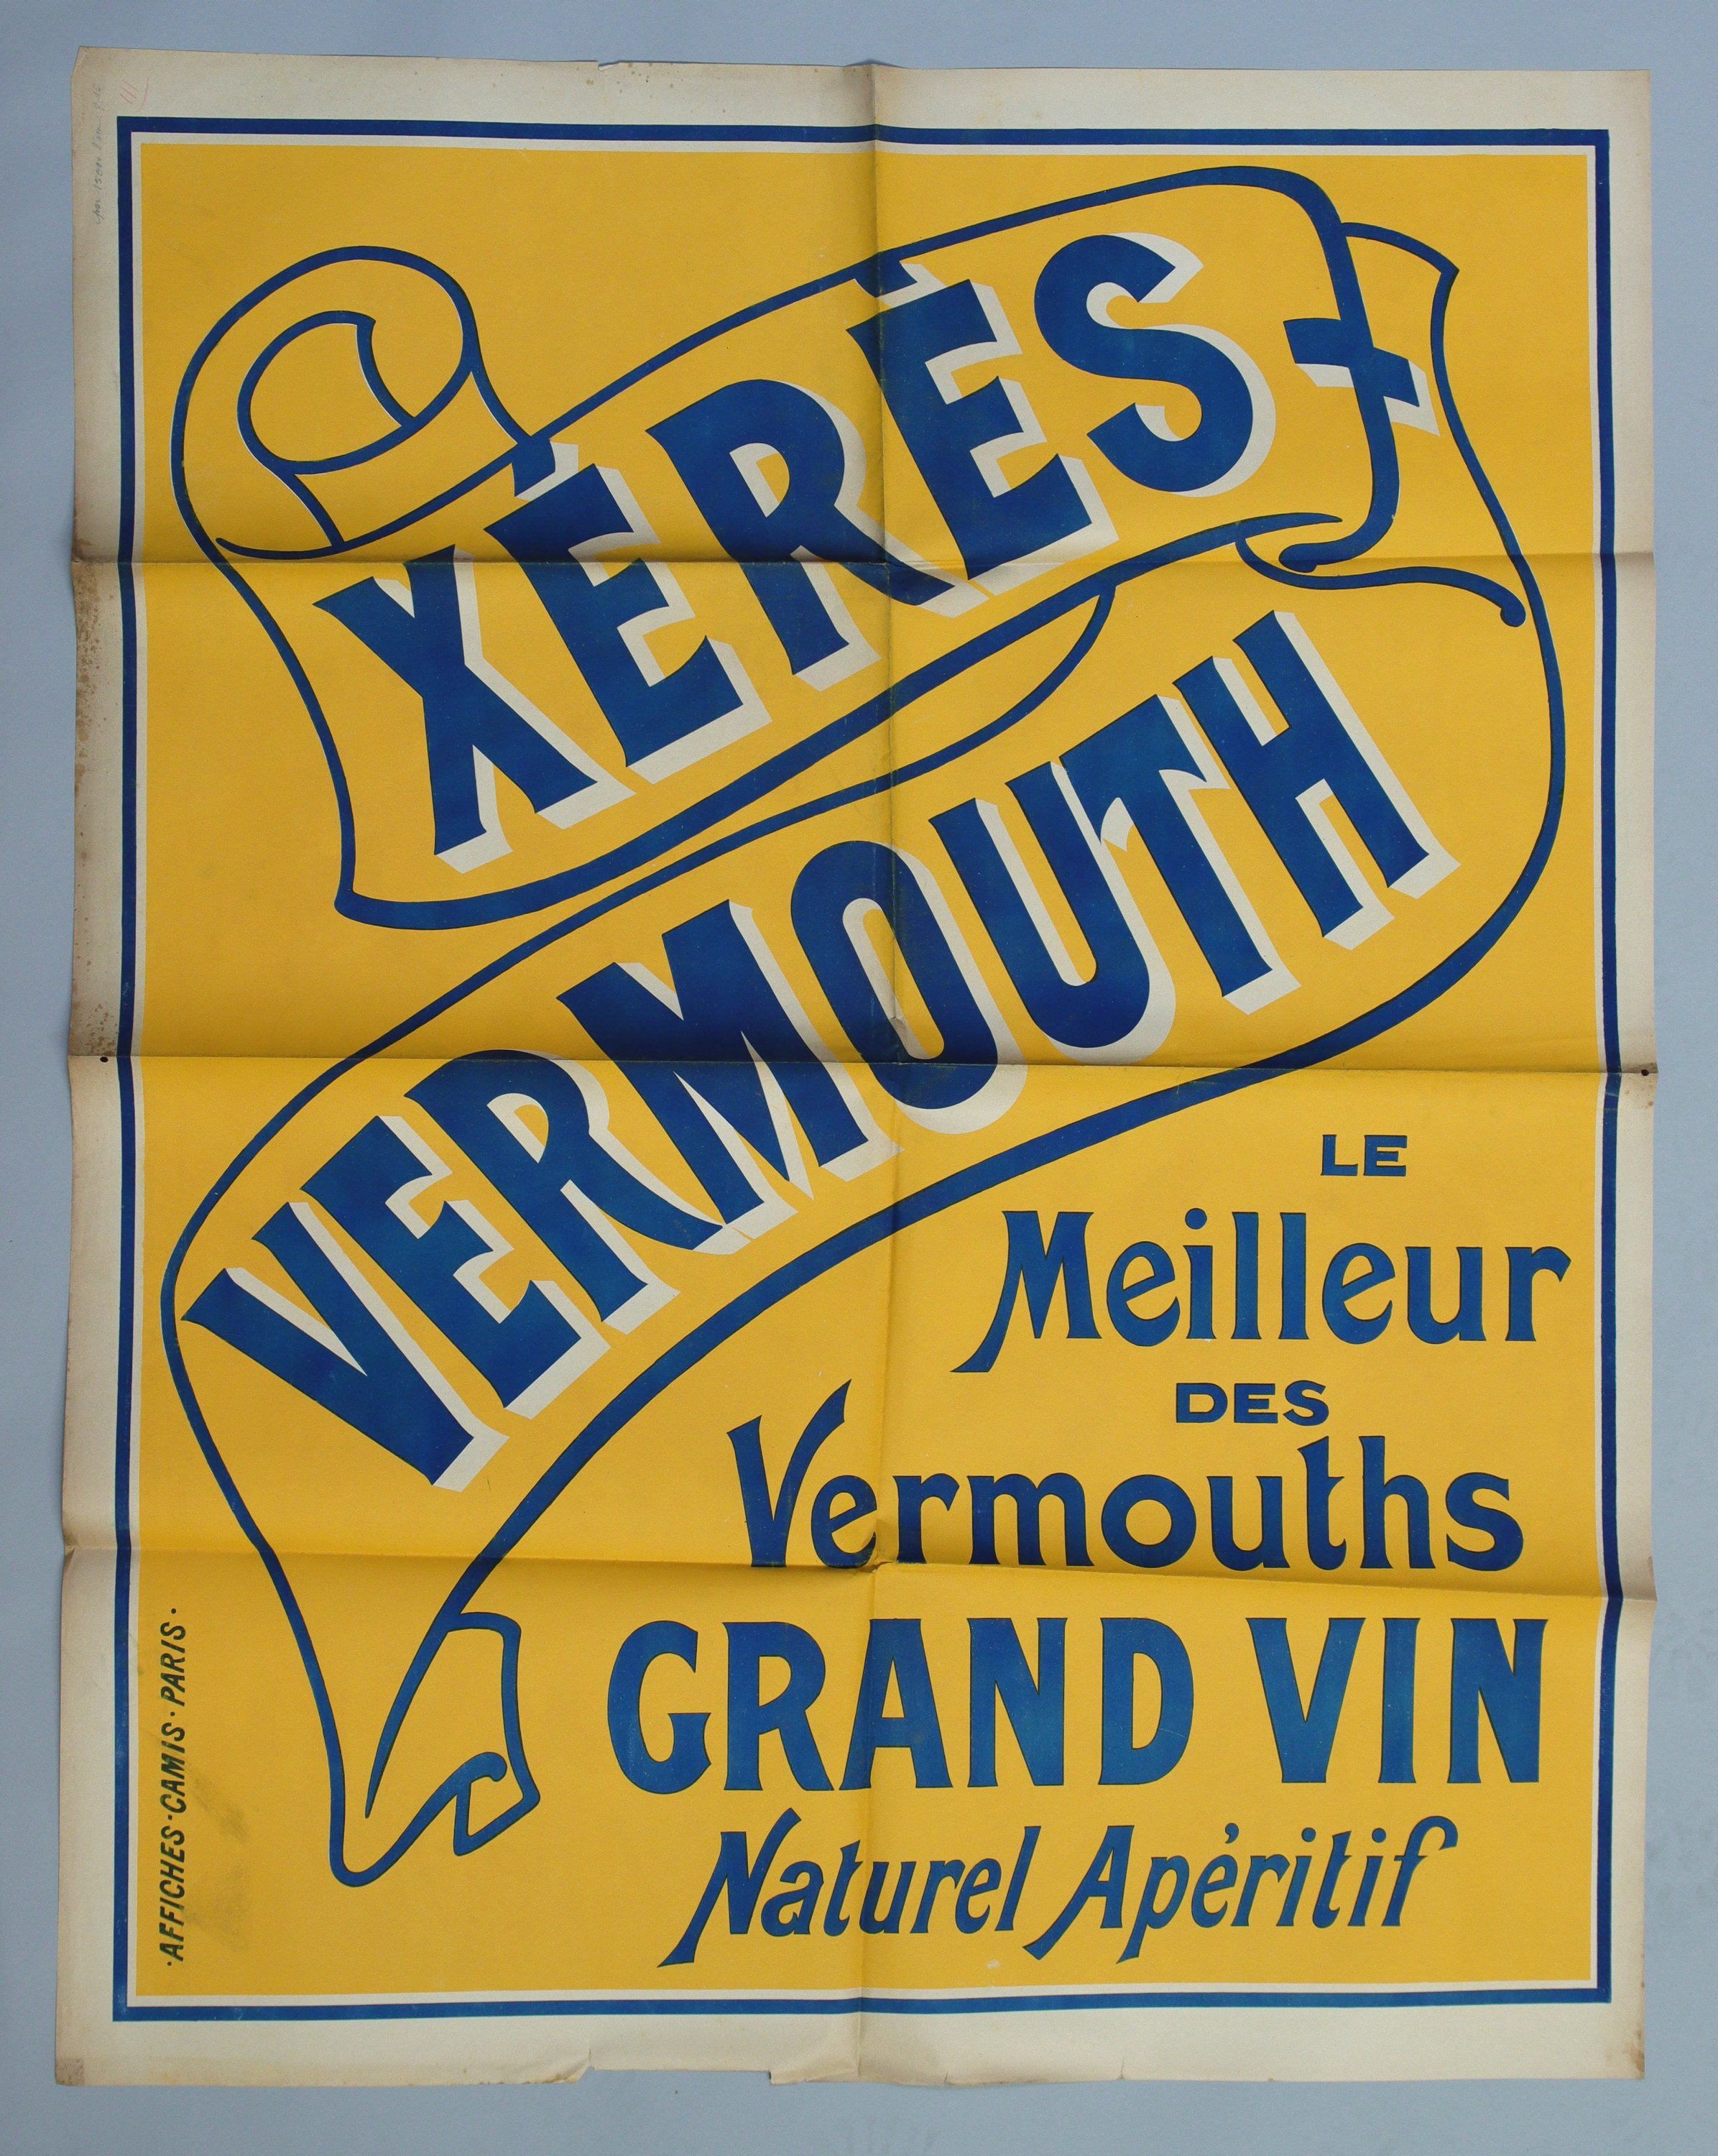 XÉRÈS-
VERMOUTH
LE
Meilleur
DES
Vermouths
GRAND VIN
Naturel Apéritif
·AFFICHES·CAMIS·PARIS·